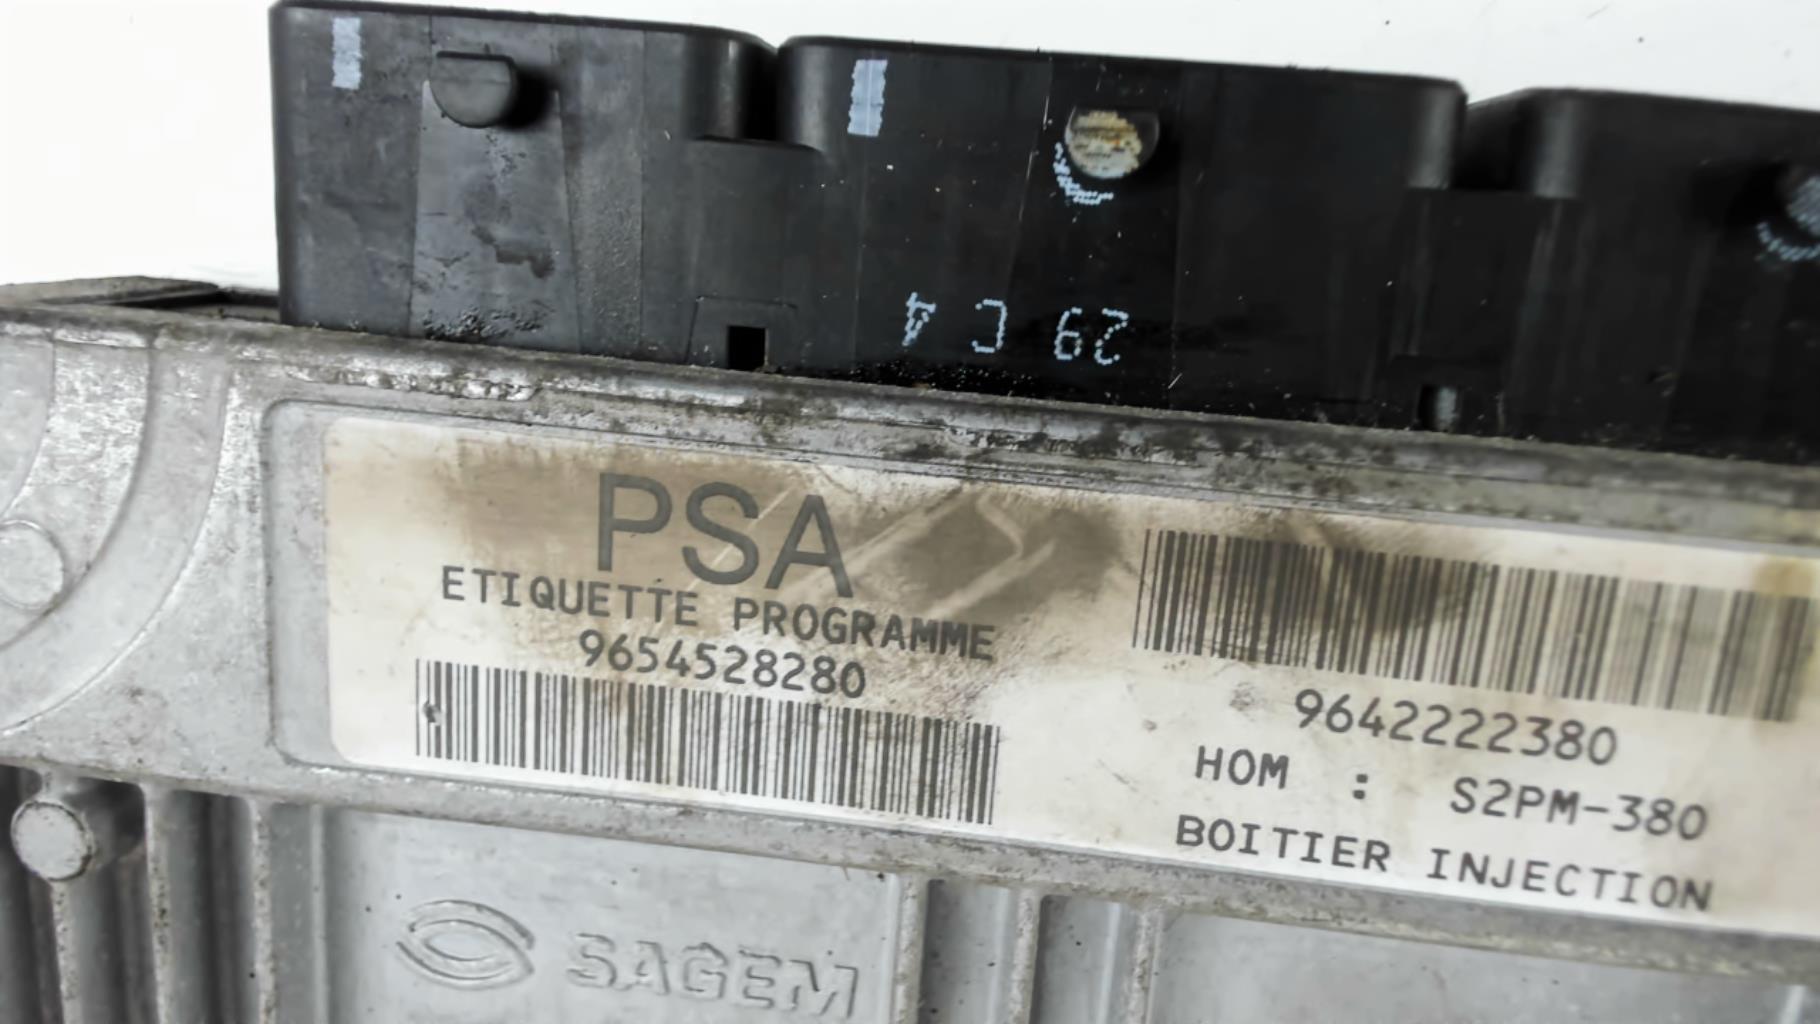 29 C 4
PSA
ETIQUETTE PROGRAMME
9654528280
9642222380
HOM : S2PM-380
BOITIER INJECTION
SAGEM